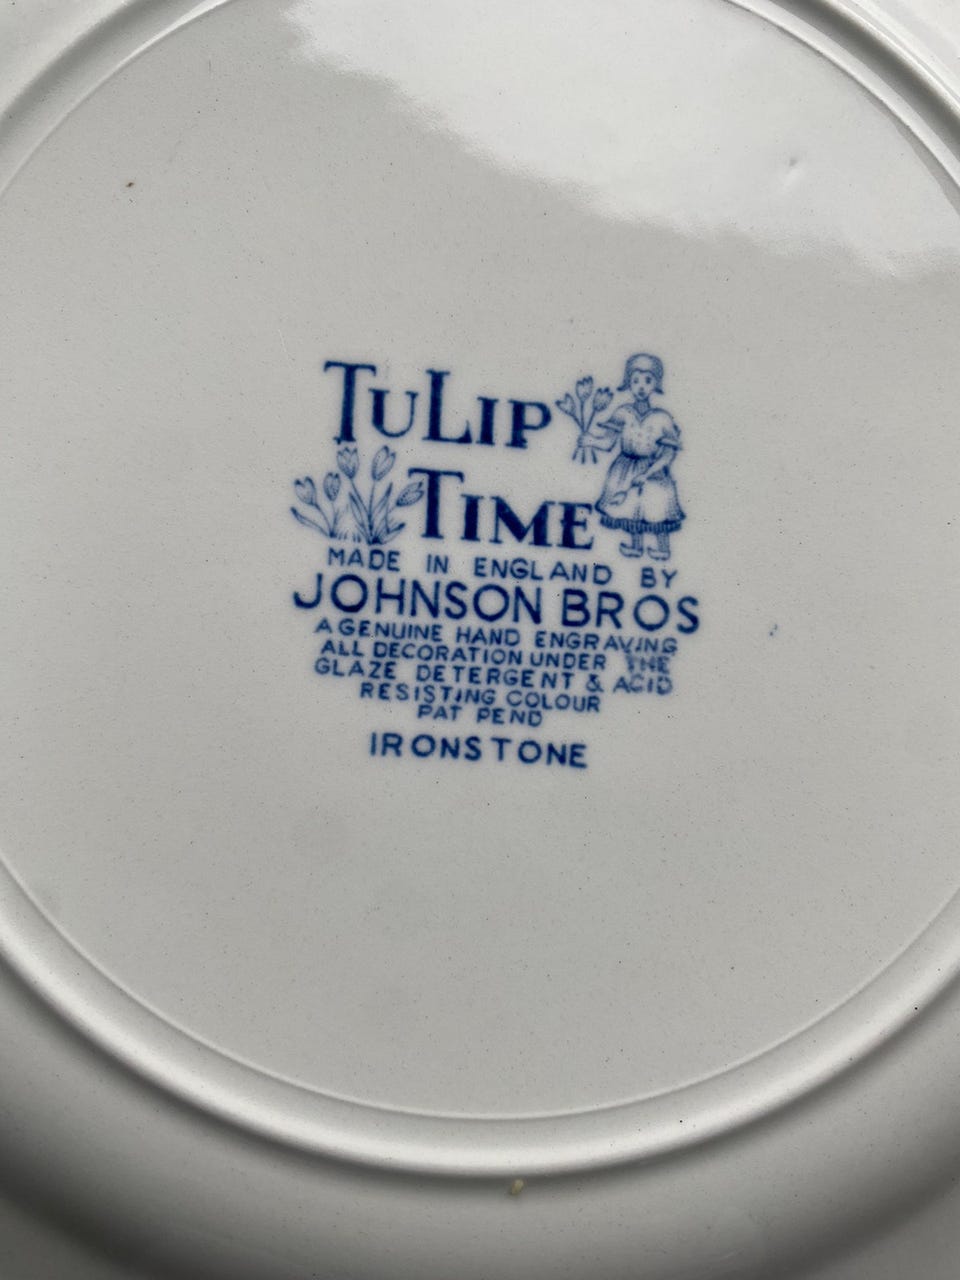 TULIP
TIME
MADE IN ENGLAND BY
JOHNSON BROS
A GENUINE HAND ENGRAVING
ALL DECORATION UNDER THE
GLAZE DETERGENT & ACID
RESISTING COLOUR
PAT PEND
IRONSTONE